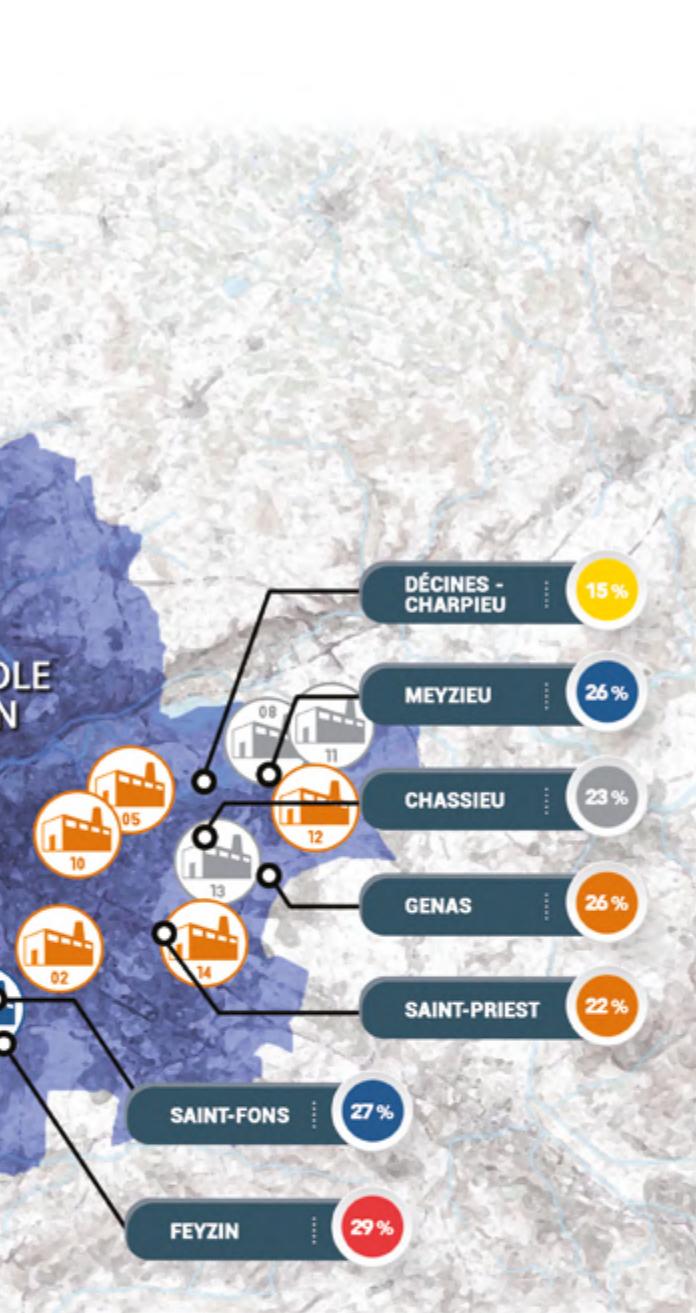 DÉCINES -
CHARPIEU
15 %
OLE
N
MEYZIEU
26 %
08
11
05
CHASSIEU
23 %
12
10
13
GENAS
26 %
02
14
SAINT-PRIEST
22 %
SAINT-FONS
27 %
FEYZIN
29 %